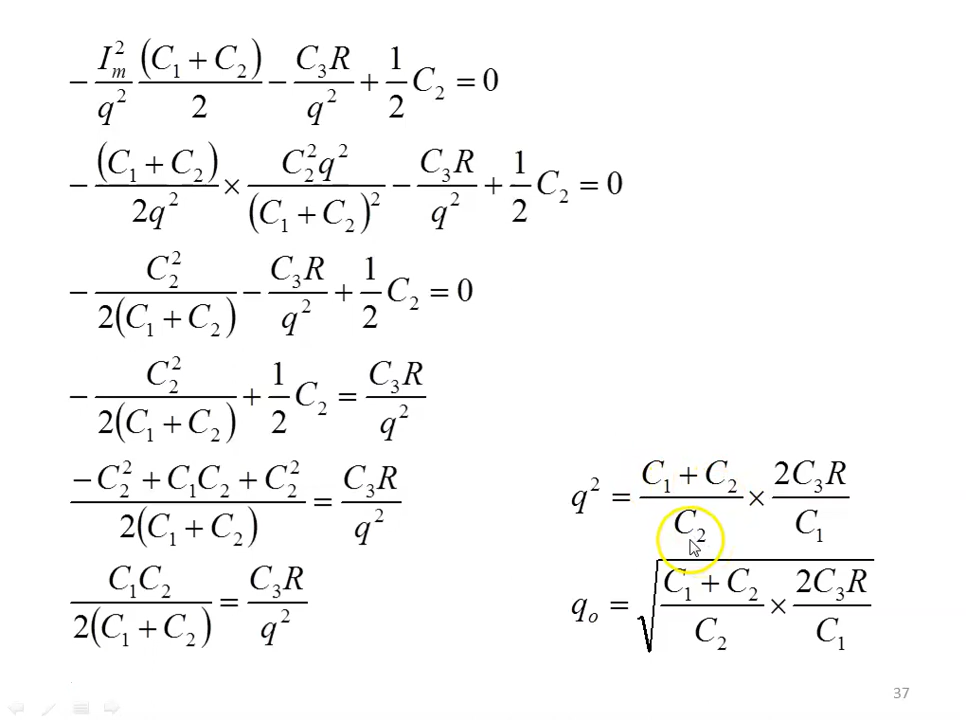 $-\frac{I_m^2}{q^2}\frac{(C_1+C_2)}{2}-\frac{C_3R}{q^2}+\frac{1}{2}C_2=0$
$-\frac{(C_1+C_2)}{2q^2}\times\frac{C_2^2q^2}{(C_1+C_2)^2}-\frac{C_3R}{q^2}+\frac{1}{2}C_2=0$
$-\frac{C_2^2}{2(C_1+C_2)}-\frac{C_3R}{q^2}+\frac{1}{2}C_2=0$
$-\frac{C_2^2}{2(C_1+C_2)}+\frac{1}{2}C_2=\frac{C_3R}{q^2}$
$\frac{-C_2^2+C_1C_2+C_2^2}{2(C_1+C_2)}=\frac{C_3R}{q^2}$
$\frac{C_1C_2}{2(C_1+C_2)}=\frac{C_3R}{q^2}$
$q^2=\frac{C_1+C_2}{C_2}\times\frac{2C_3R}{C_1}$
$q_o=\sqrt{\frac{C_1+C_2}{C_2}\times\frac{2C_3R}{C_1}}$
37